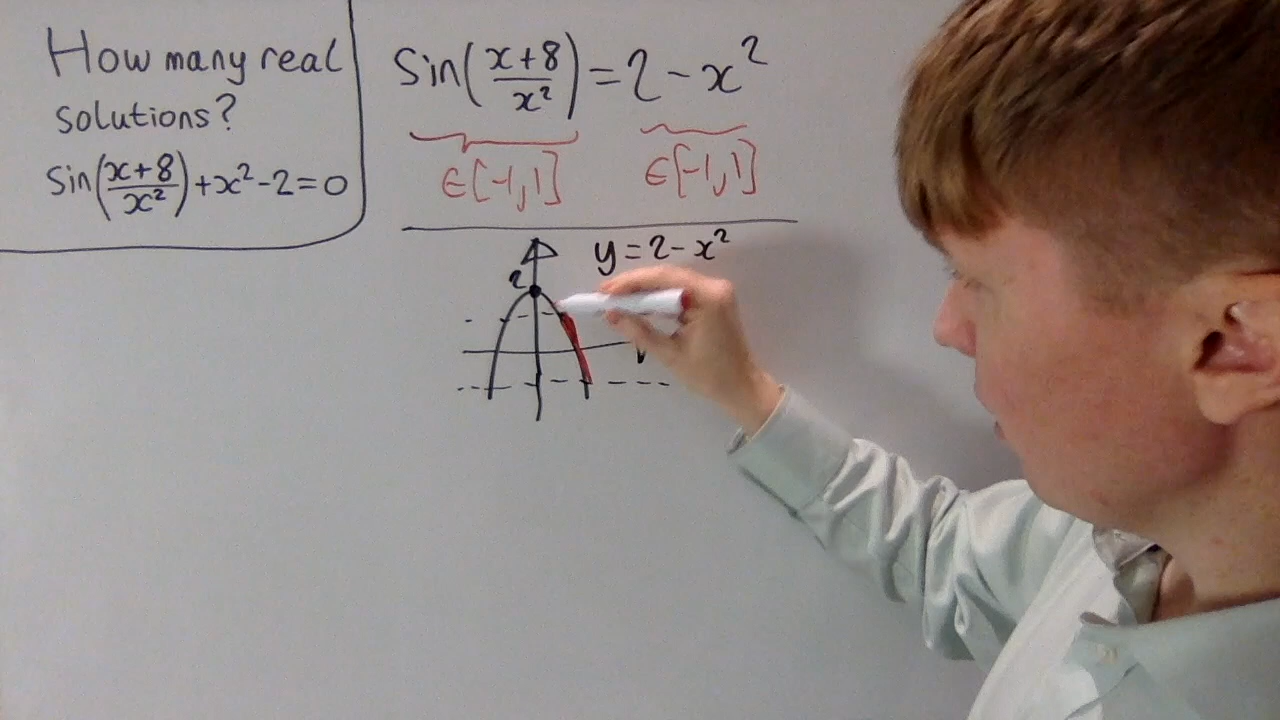 How many real
solutions?
Sin(x+8/x²)+x²-2=0
Sin(x+8/x²)=2-x²
∈[-1,1] ∈[-1,1]
y=2-x²
2